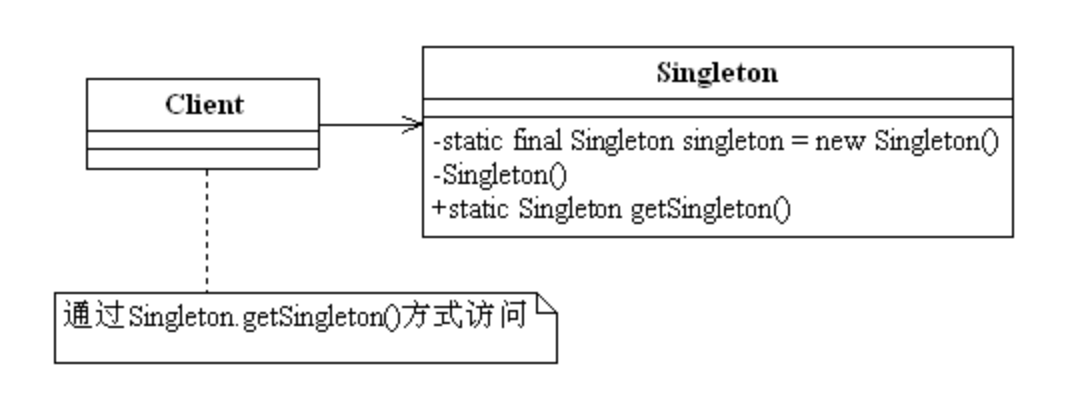 Client
Singleton
-static final Singleton singleton = new Singleton()
-Singleton()
+static Singleton getSingleton()
通过Singleton.getSingleton()方式访问